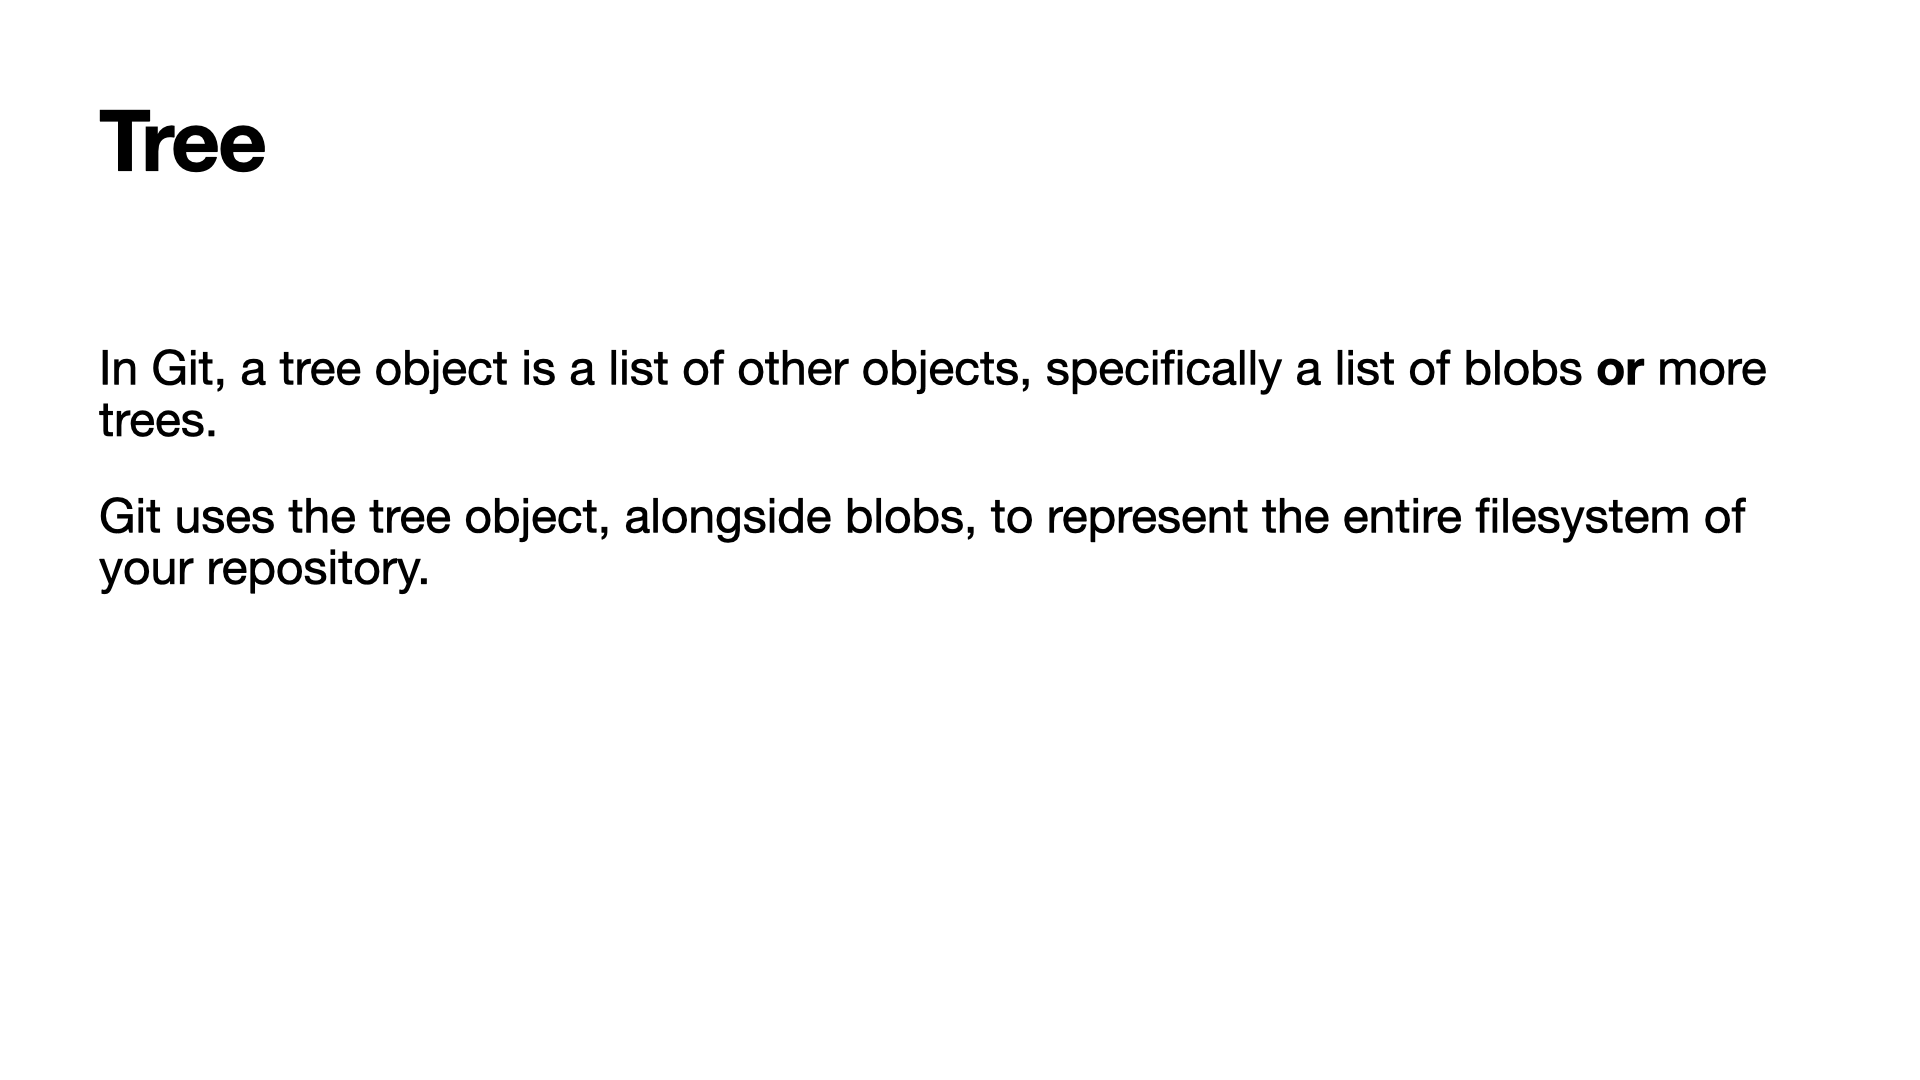 Tree
In Git, a tree object is a list of other objects, specifically a list of blobs or more
trees.
Git uses the tree object, alongside blobs, to represent the entire filesystem of
your repository.